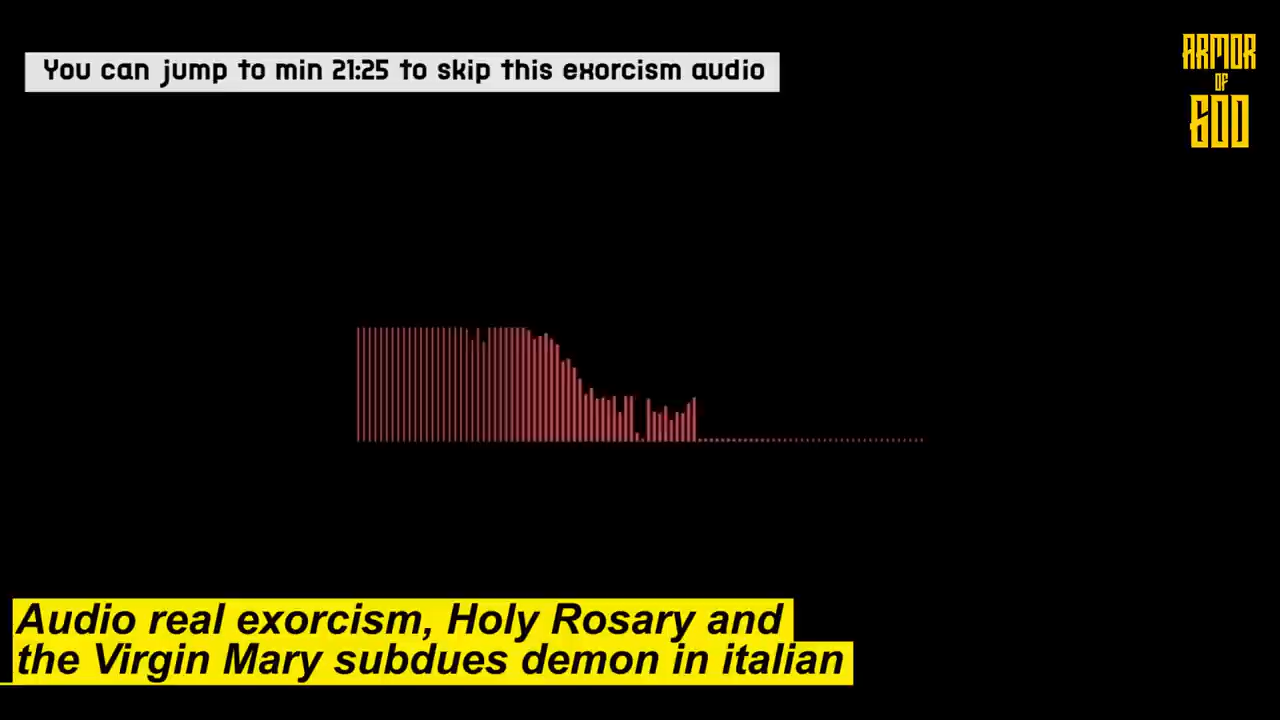 You can jump to min 21:25 to skip this exorcism audio
ARMOR
OF
GOD
Audio real exorcism, Holy Rosary and
the Virgin Mary subdues demon in italian